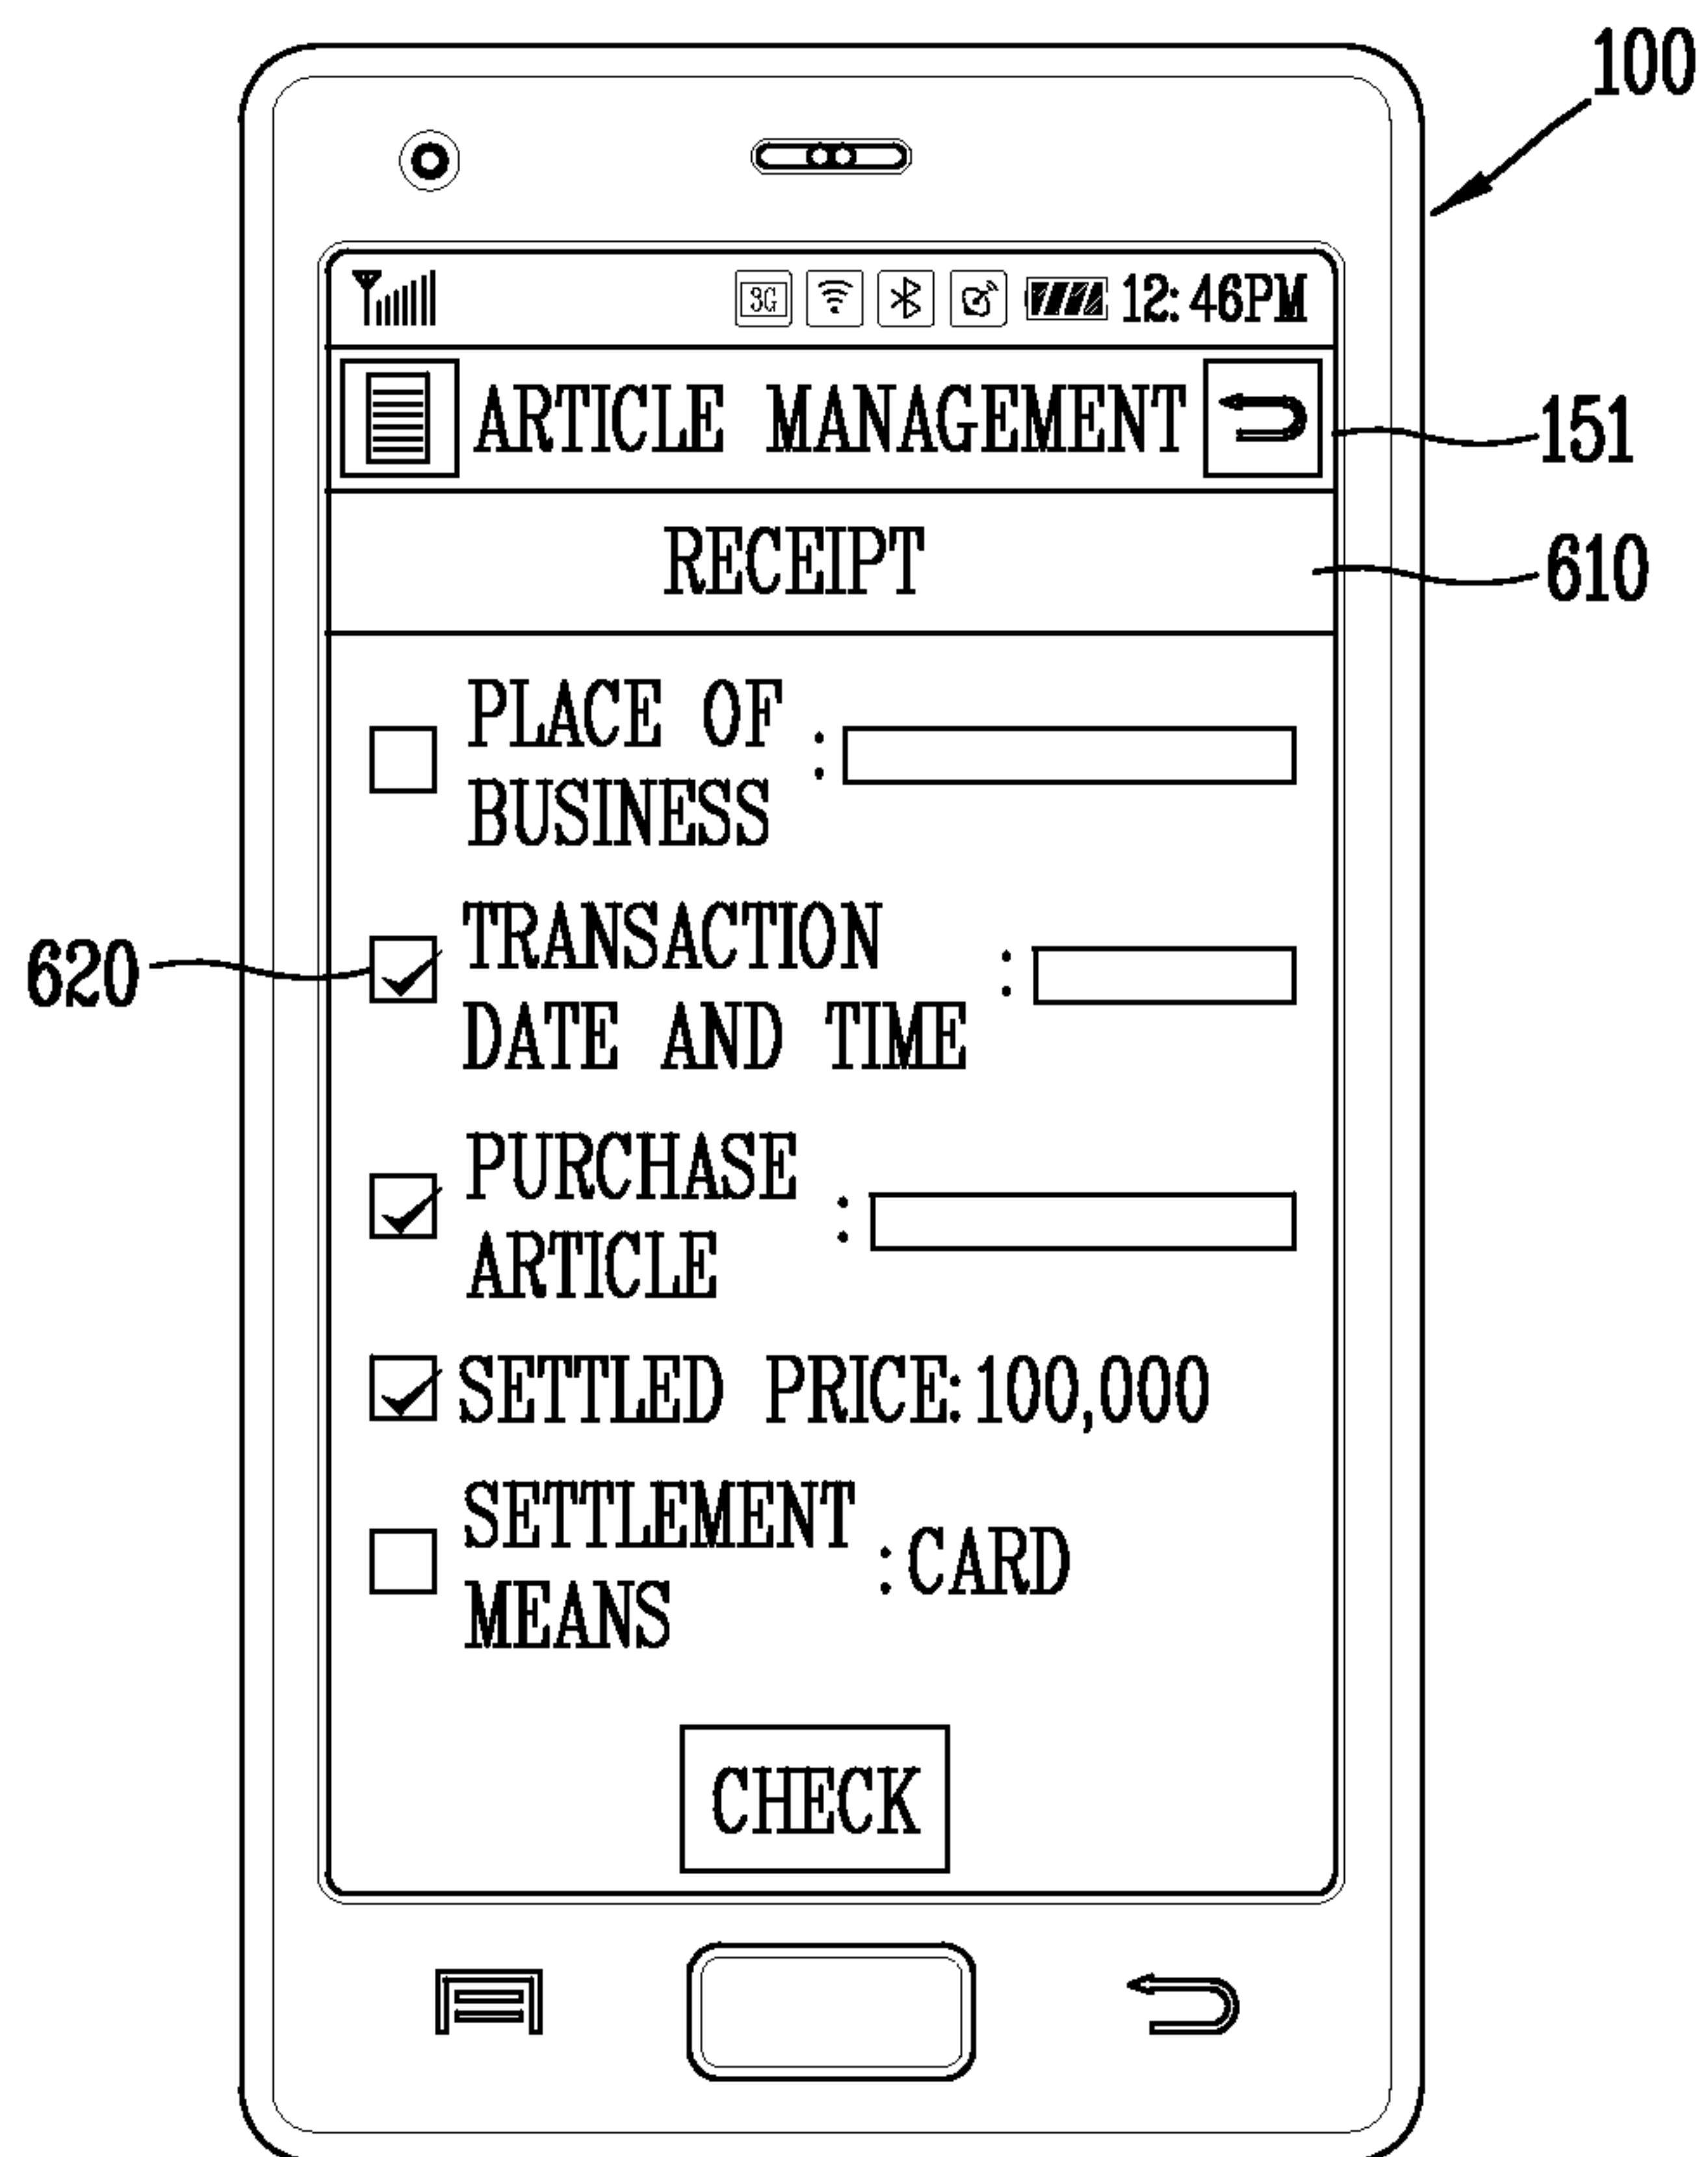 100
3G 12:46PM
ARTICLE MANAGEMENT
151
RECEIPT
610
PLACE OF
BUSINESS :
620
TRANSACTION
DATE AND TIME :
PURCHASE
ARTICLE :
SETTLED PRICE:100,000
SETTLEMENT
MEANS :CARD
CHECK